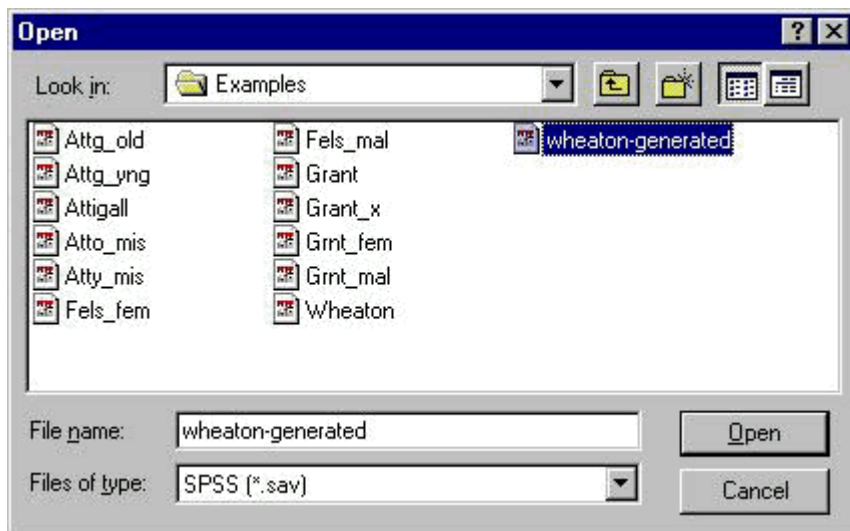 Open
Look in: Examples
Attg_old
Attg_yng
Attigall
Atto_mis
Atty_mis
Fels_fem
Fels_mal
Grant
Grant_x
Grnt_fem
Grnt_mal
Wheaton
wheaton-generated
File name: wheaton-generated
Open
Files of type: SPSS (*.sav)
Cancel